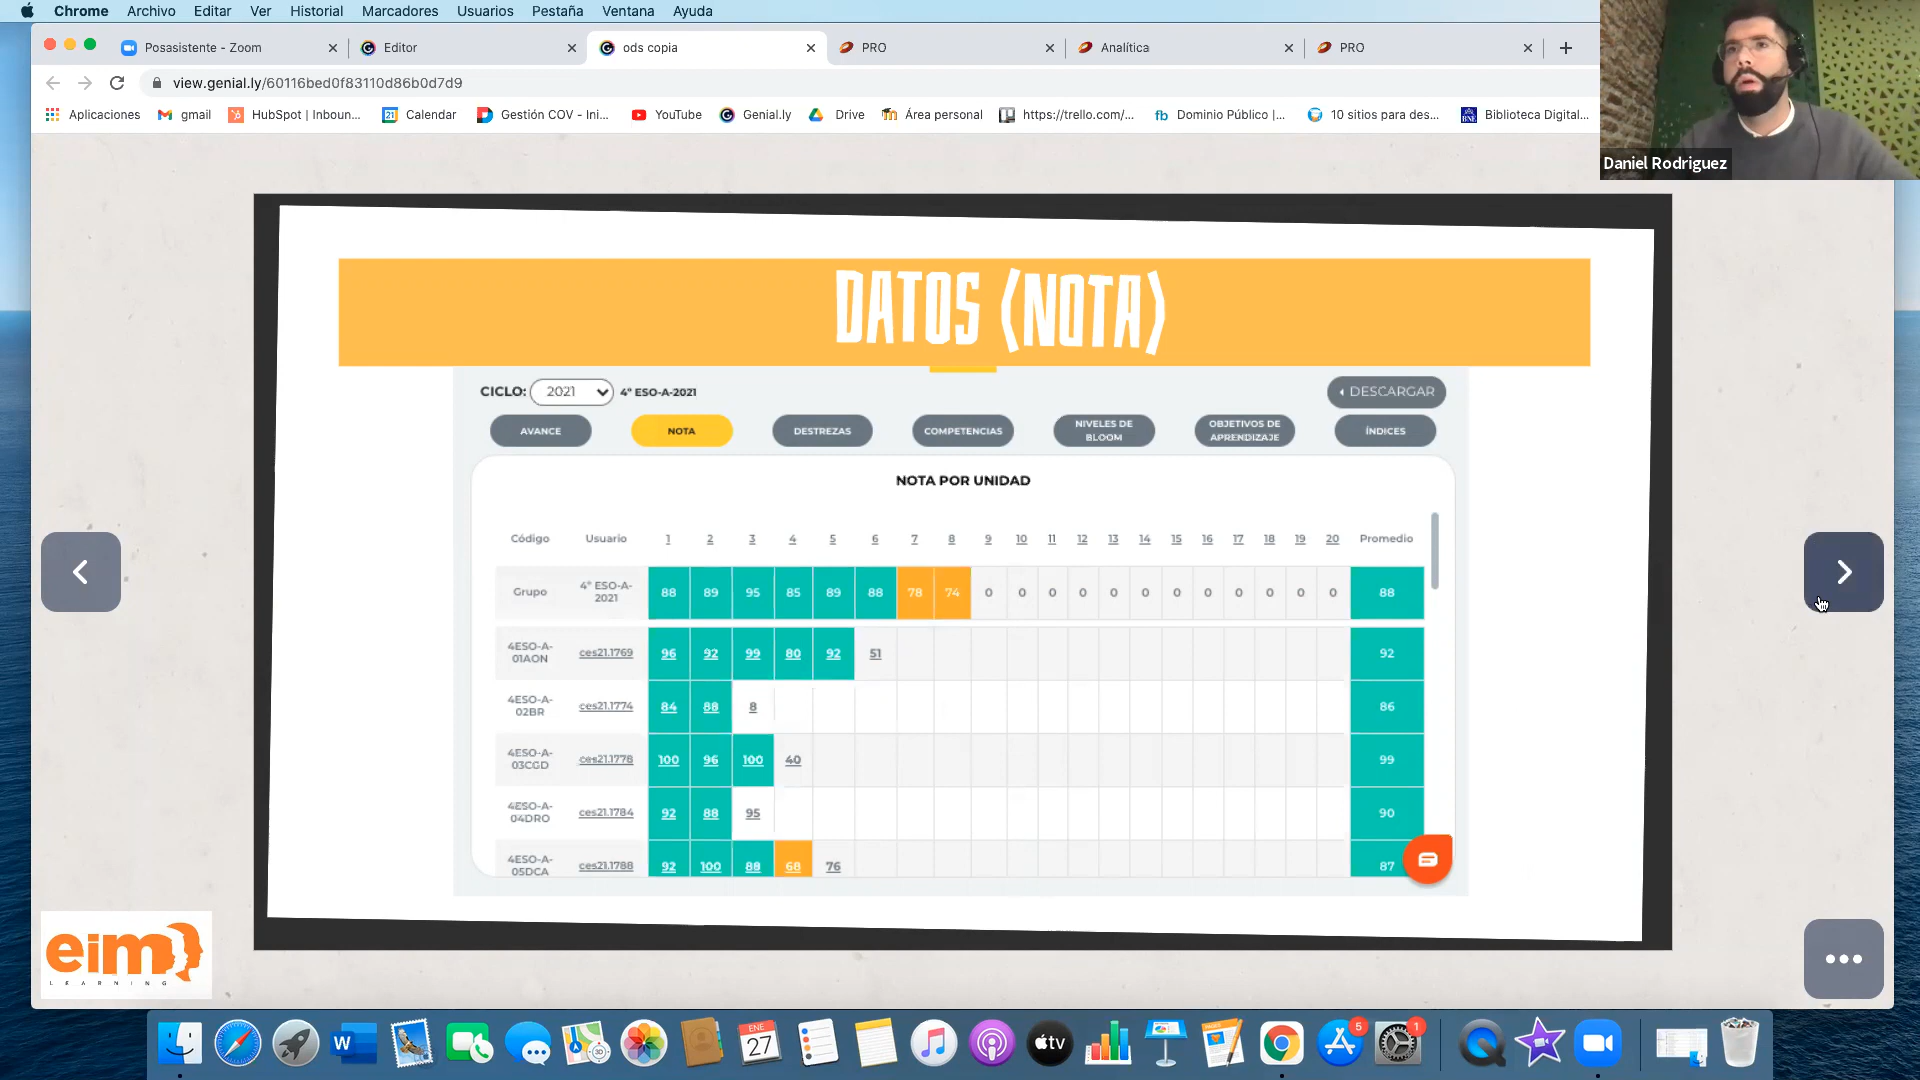 Chrome Archivo Editar Ver Historial Marcadores Usuarios Pestaña Ventana Ayuda
Posasistente - Zoom Editor ods copia PRO Analítica PRO
view.genial.ly/60116bed0f83110d86b0d7d9
Aplicaciones gmail HubSpot | Inboun... Calendar Gestión COV - Ini... YouTube Genial.ly Drive Área personal https://trello.com/... fb Dominio Público |... 10 sitios para des... Biblioteca Digital...
Daniel Rodriguez
DATOS (NOTA)
CICLO: 2021 4º ESO-A-2021 DESCARGAR
AVANCE NOTA DESTREZAS COMPETENCIAS NIVELES DE BLOOM OBJETIVOS DE APRENDIZAJE ÍNDICES
NOTA POR UNIDAD
Código Usuario 1 2 3 4 5 6 7 8 9 10 11 12 13 14 15 16 17 18 19 20 Promedio
Grupo 4º ESO-A-2021 88 89 95 85 89 88 78 74 0 0 0 0 0 0 0 0 0 0 0 0 88
4ESO-A-01AON ces21.1769 96 92 99 80 92 51 92
4ESO-A-02BR ces21.1774 84 88 8 86
4ESO-A-03CGD ces21.1778 100 96 100 40 99
4ESO-A-04DRO ces21.1784 92 88 95 90
4ESO-A-05DCA ces21.1788 92 100 88 68 76 87
eim
LEARNING
ENE
27
tv
5
1